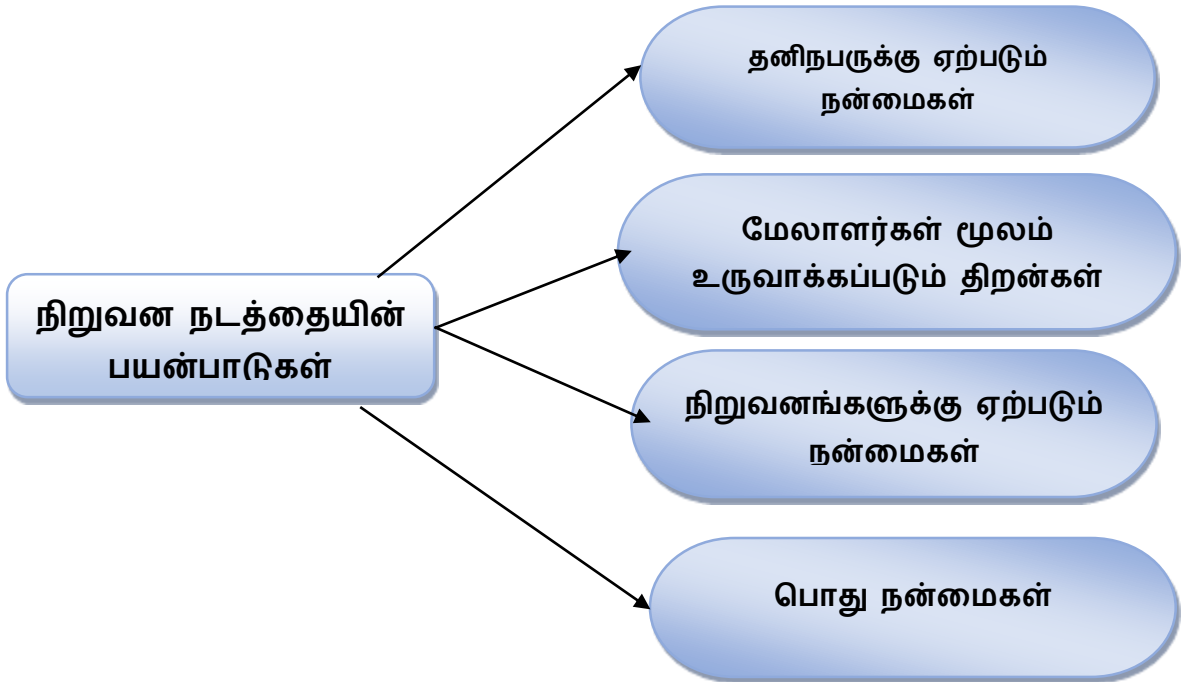 தனிநபருக்கு ஏற்படும்
நன்மைகள்
மேலாளர்கள் மூலம்
உருவாக்கப்படும் திறன்கள்
நிறுவன நடத்தையின்
பயன்பாடுகள்
நிறுவனங்களுக்கு ஏற்படும்
நன்மைகள்
பொது நன்மைகள்